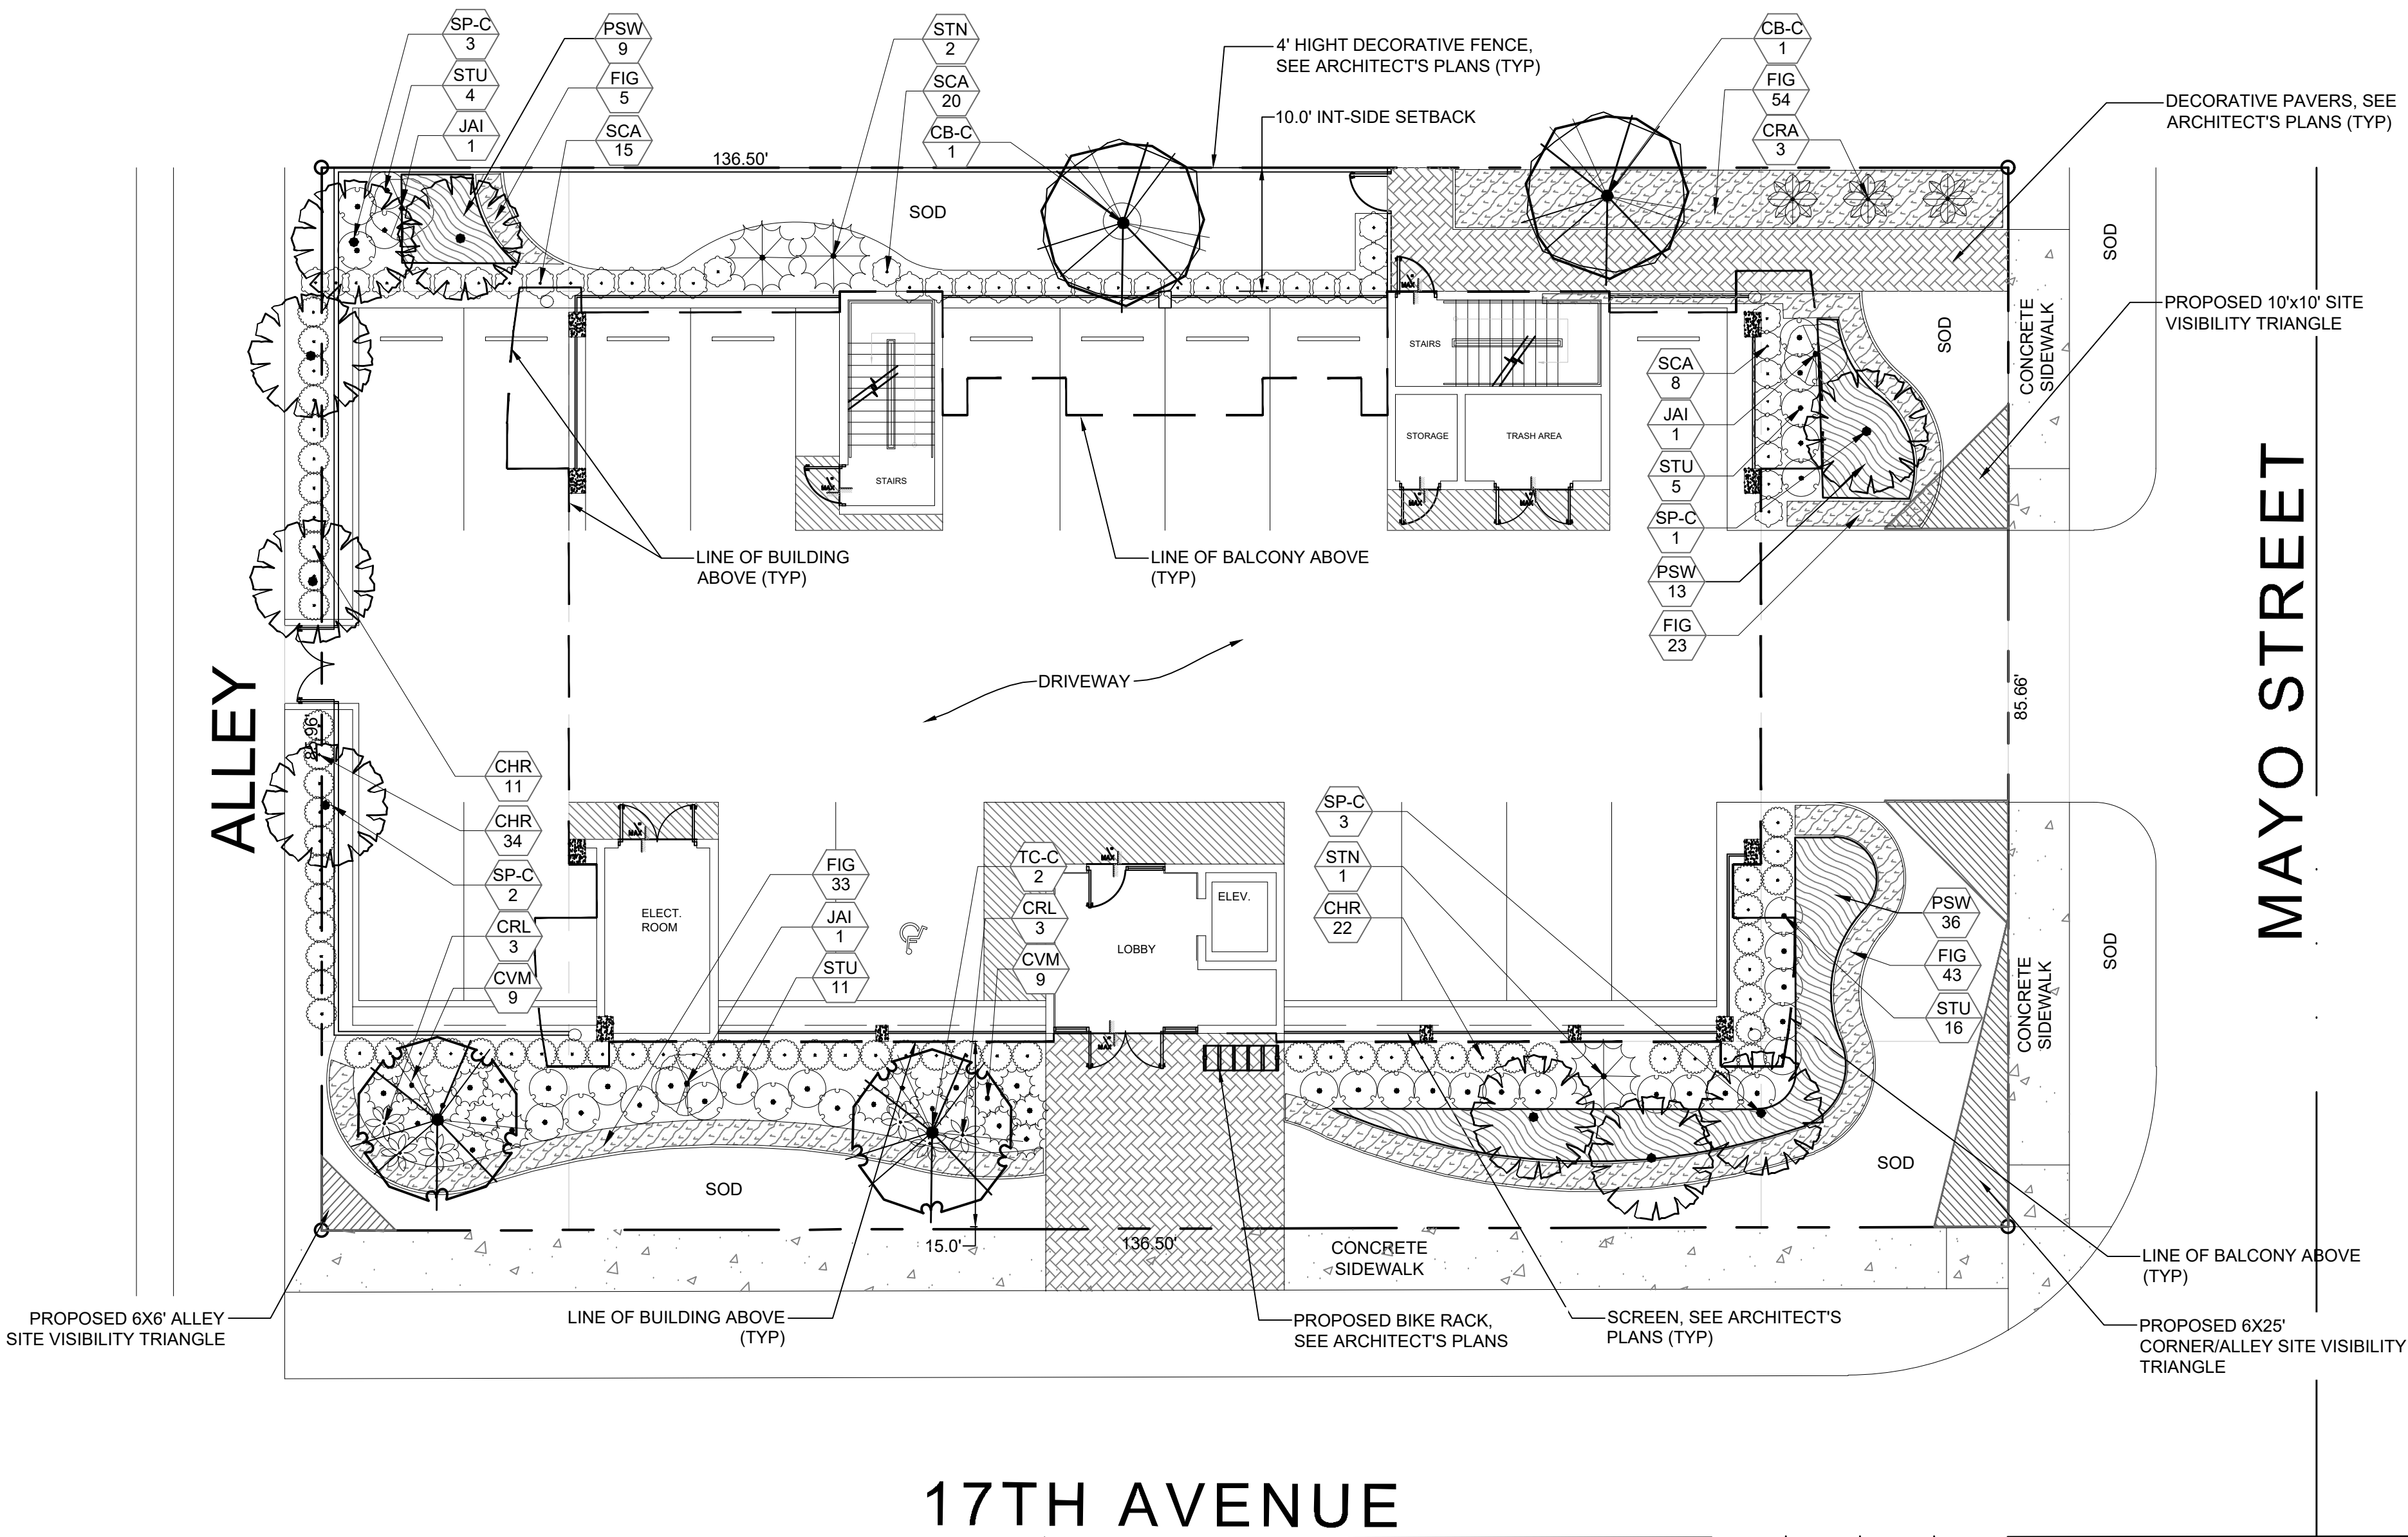 SP-C
3
STU
4
JAI
1
PSW
9
FIG
5
SCA
15
STN
2
SCA
20
CB-C
1
4' HIGHT DECORATIVE FENCE,
SEE ARCHITECT'S PLANS (TYP)
10.0' INT-SIDE SETBACK
CB-C
1
FIG
54
CRA
3
DECORATIVE PAVERS, SEE
ARCHITECT'S PLANS (TYP)
136.50'
SOD
SOD
SOD
CONCRETE
SIDEWALK
PROPOSED 10'x10' SITE
VISIBILITY TRIANGLE
MAX
STAIRS
STORAGE
TRASH AREA
MAX
MAX
STAIRS
MAX
SCA
8
JAI
1
STU
5
SP-C
1
PSW
13
FIG
23
LINE OF BUILDING
ABOVE (TYP)
LINE OF BALCONY ABOVE
(TYP)
DRIVEWAY
ALLEY
MAYO STREET
85.96'
85.66'
CHR
11
CHR
34
SP-C
2
CRL
3
CVM
9
MAX
ELECT.
ROOM
FIG
33
JAI
1
STU
11
TC-C
2
CRL
3
CVM
9
MAX
LOBBY
ELEV.
MAX
SP-C
3
STN
1
CHR
22
PSW
36
FIG
43
STU
16
CONCRETE
SIDEWALK
SOD
SOD
SOD
15.0'
136.50'
CONCRETE
SIDEWALK
PROPOSED 6X6' ALLEY
SITE VISIBILITY TRIANGLE
LINE OF BUILDING ABOVE
(TYP)
PROPOSED BIKE RACK,
SEE ARCHITECT'S PLANS
SCREEN, SEE ARCHITECT'S
PLANS (TYP)
LINE OF BALCONY ABOVE
(TYP)
PROPOSED 6X25'
CORNER/ALLEY SITE VISIBILITY
TRIANGLE
17TH AVENUE